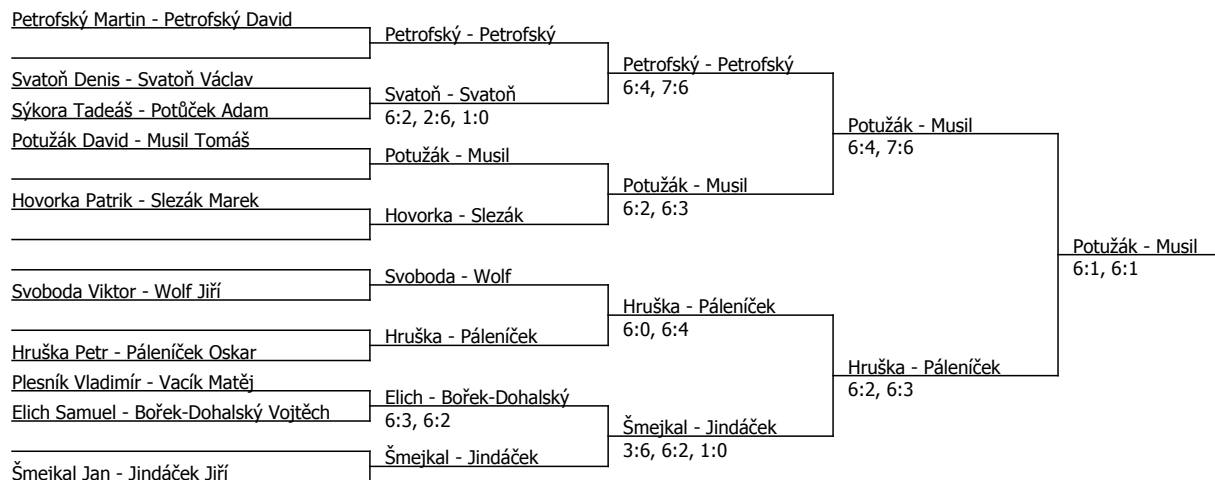 Petrofský Martin - Petrofský David
Petrofský - Petrofský
Petrofský - Petrofský
6:4, 7:6
Svatoň Denis - Svatoň Václav
Svatoň - Svatoň
6:2, 2:6, 1:0
Sýkora Tadeáš - Potůček Adam
Potužák - Musil
6:4, 7:6
Potužák David - Musil Tomáš
Potužák - Musil
Potužák - Musil
6:2, 6:3
Hovorka Patrik - Slezák Marek
Hovorka - Slezák
Potužák - Musil
6:1, 6:1
Svoboda - Wolf
Svoboda Viktor - Wolf Jiří
Hruška - Páleníček
6:0, 6:4
Hruška - Páleníček
Hruška Petr - Páleníček Oskar
Hruška - Páleníček
6:2, 6:3
Plesník Vladimír - Vacík Matěj
Elich - Bořek-Dohalský
6:3, 6:2
Elich Samuel - Bořek-Dohalský Vojtěch
Šmejkal - Jindáček
3:6, 6:2, 1:0
Šmejkal - Jindáček
Šmejkal Jan - Jindáček Jiří